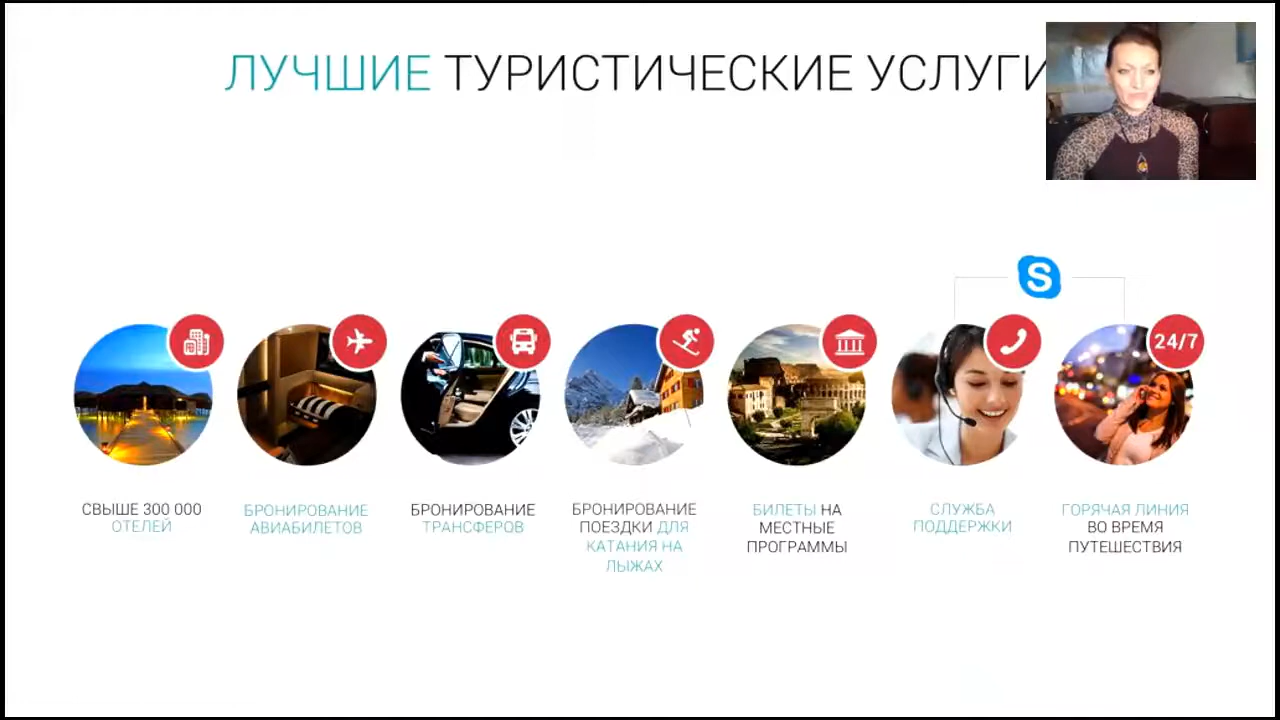 ЛУЧШИЕ ТУРИСТИЧЕСКИЕ УСЛУГИ
S
24/7
СВЫШЕ 300 000
ОТЕЛЕЙ
БРОНИРОВАНИЕ
АВИАБИЛЕТОВ
БРОНИРОВАНИЕ
ТРАНСФЕРОВ
БРОНИРОВАНИЕ
ПОЕЗДКИ ДЛЯ
КАТАНИЯ НА
ЛЫЖАХ
БИЛЕТЫ НА
МЕСТНЫЕ
ПРОГРАММЫ
СЛУЖБА
ПОДДЕРЖКИ
ГОРЯЧАЯ ЛИНИЯ
ВО ВРЕМЯ
ПУТЕШЕСТВИЯ